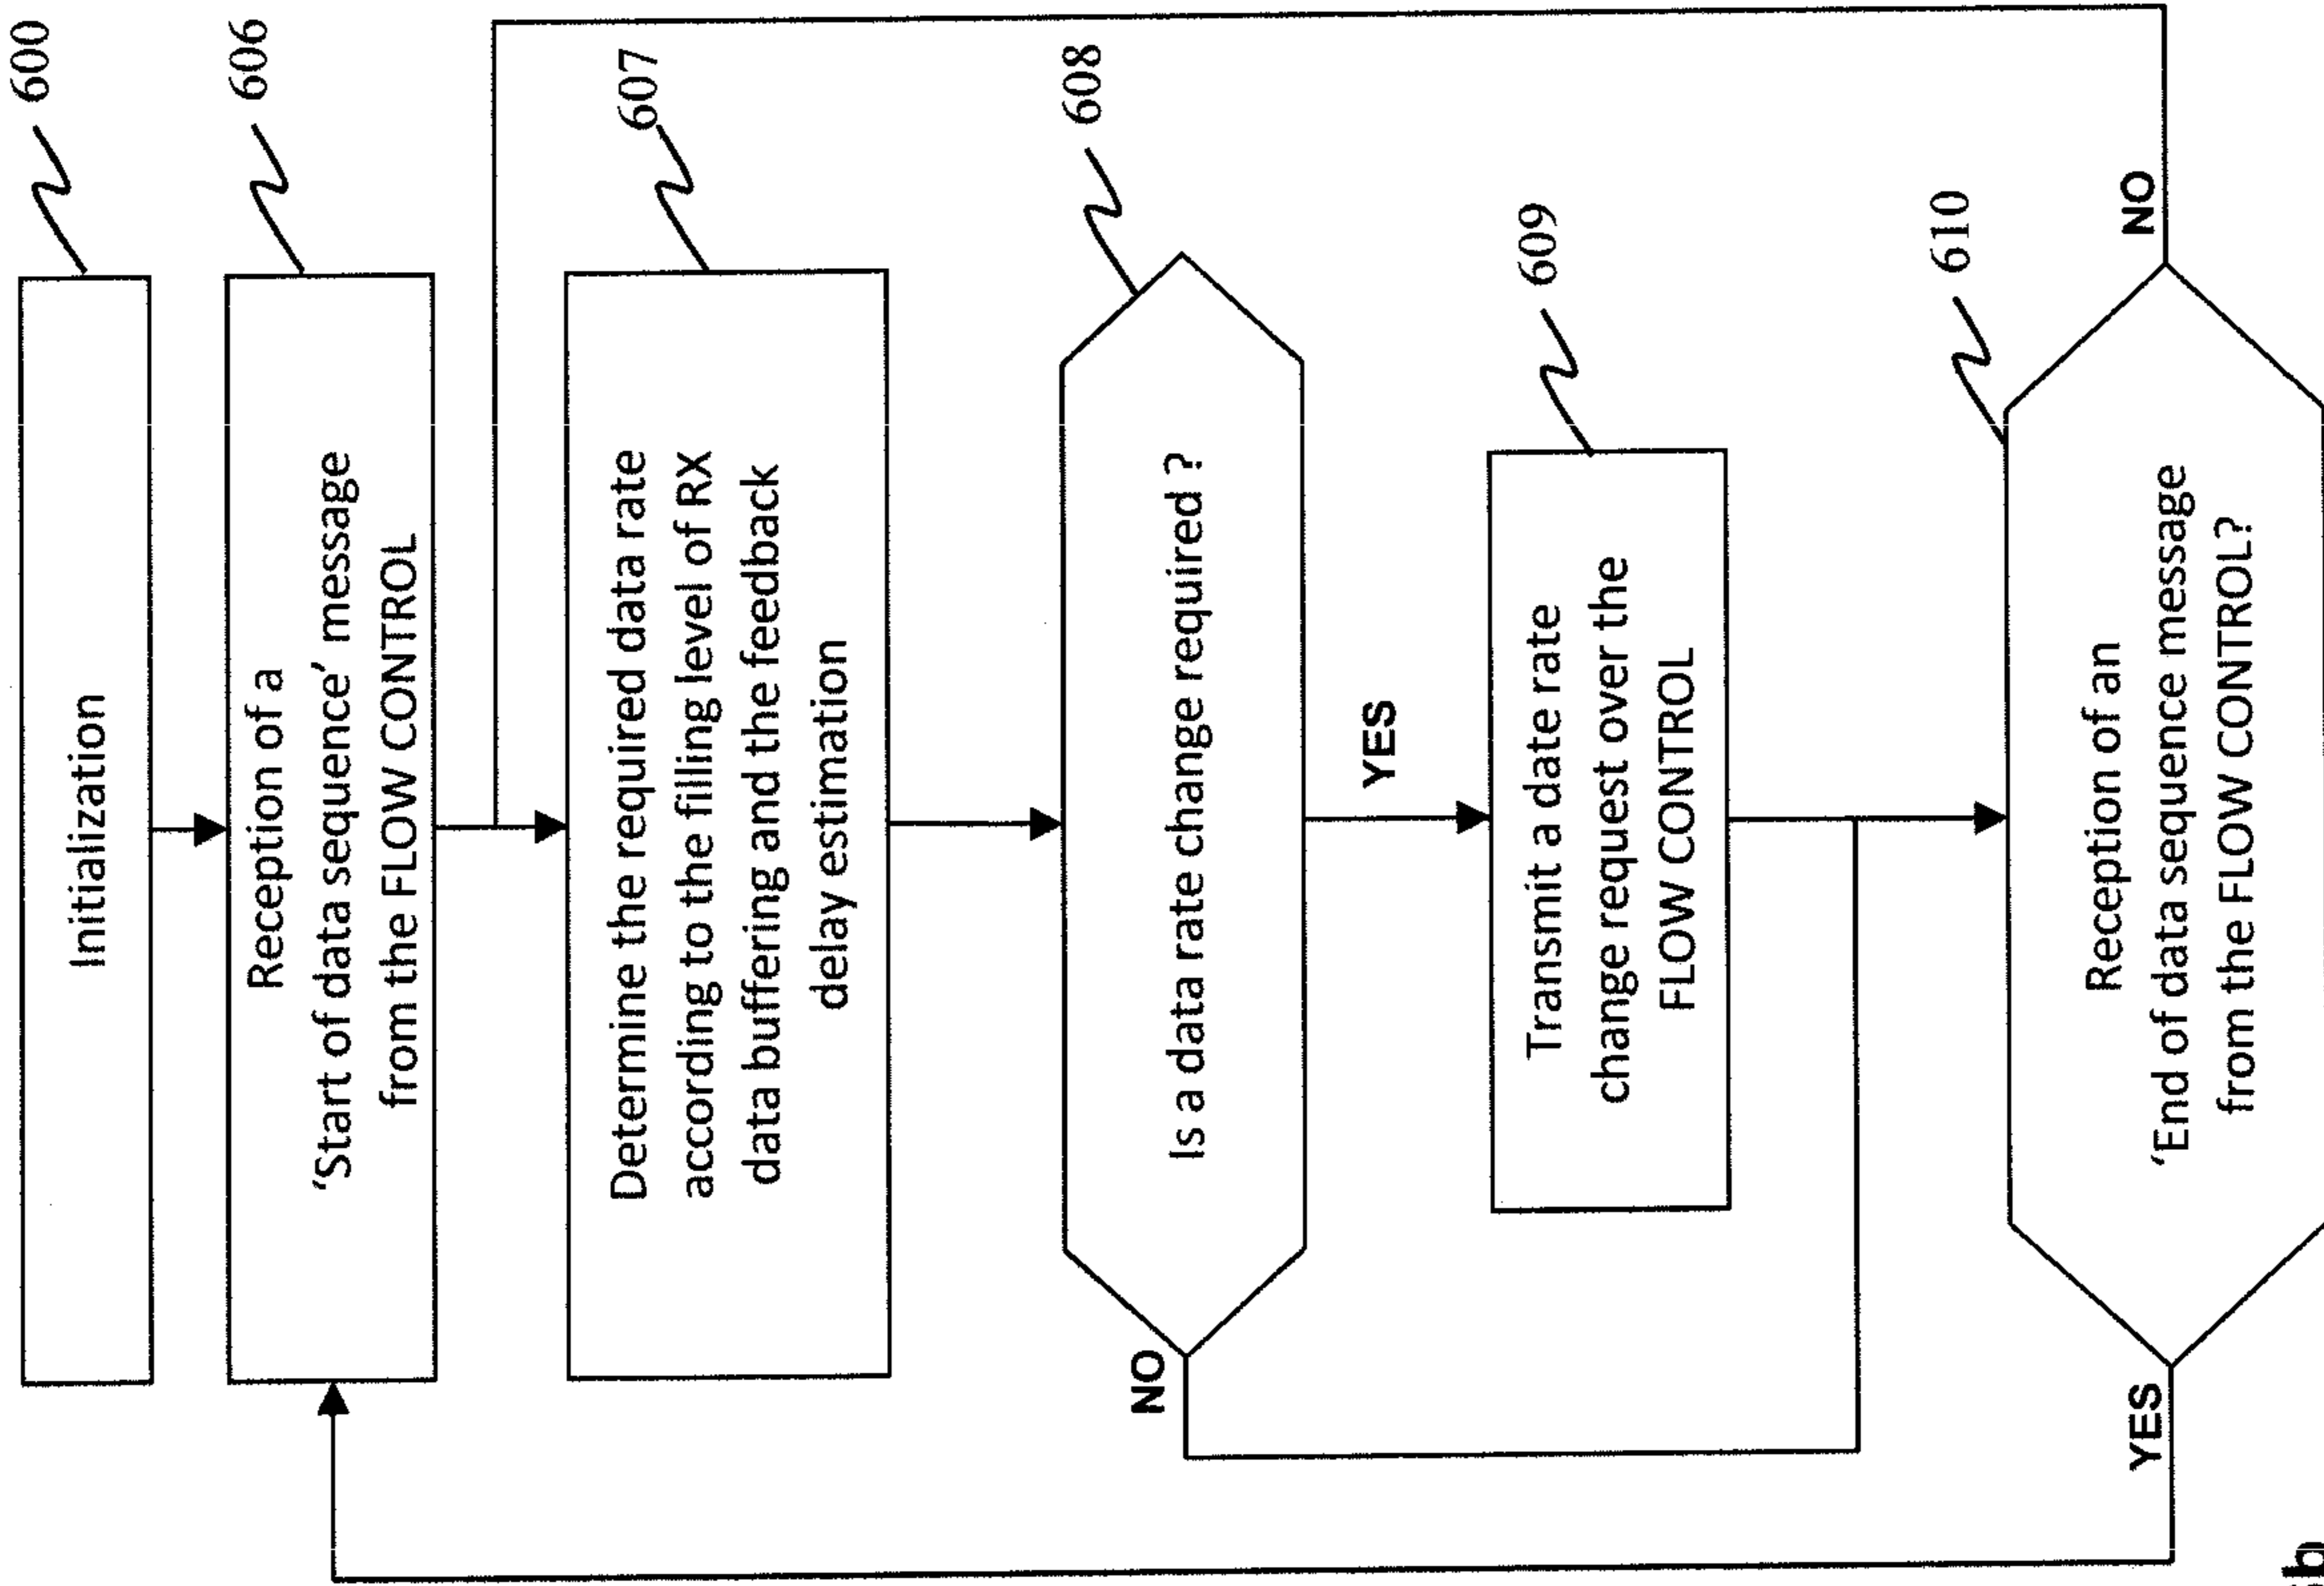 600
Initialization
606
Reception of a
‘Start of data sequence’ message
from the FLOW CONTROL
607
Determine the required data rate
according to the filling level of RX
data buffering and the feedback
delay estimation
608
Is a data rate change required ?
NO
YES
609
Transmit a date rate
change request over the
FLOW CONTROL
610
Reception of an
‘End of data sequence message
from the FLOW CONTROL?
YES
NO